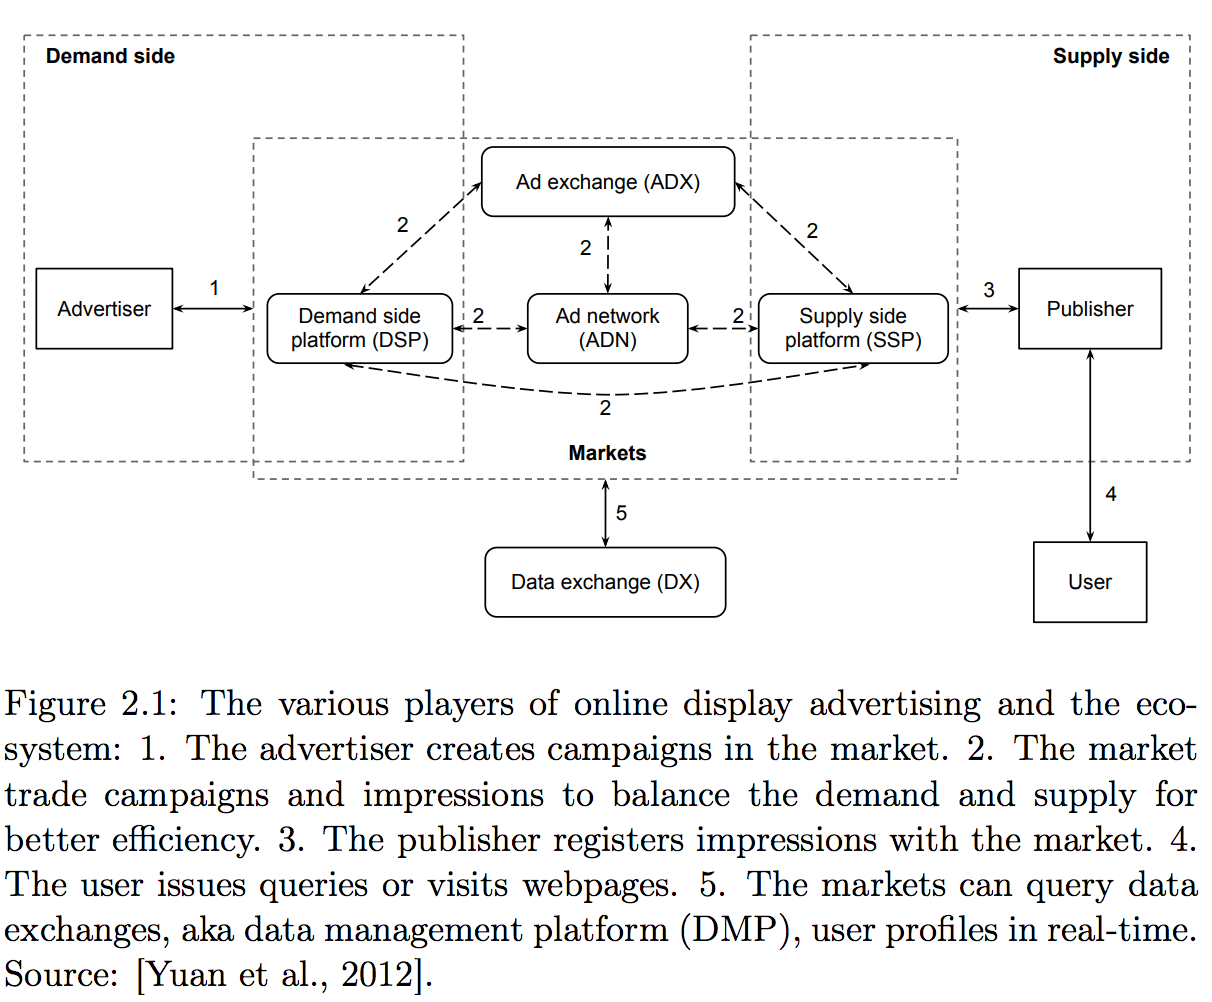 Demand side
Supply side
Ad exchange (ADX)
2
2
2
Advertiser
1
Demand side
platform (DSP)
2
Ad network
(ADN)
2
Supply side
platform (SSP)
3
Publisher
2
Markets
4
5
Data exchange (DX)
User
Figure 2.1: The various players of online display advertising and the eco-
system: 1. The advertiser creates campaigns in the market. 2. The market
trade campaigns and impressions to balance the demand and supply for
better efficiency. 3. The publisher registers impressions with the market. 4.
The user issues queries or visits webpages. 5. The markets can query data
exchanges, aka data management platform (DMP), user profiles in real-time.
Source: [Yuan et al., 2012].